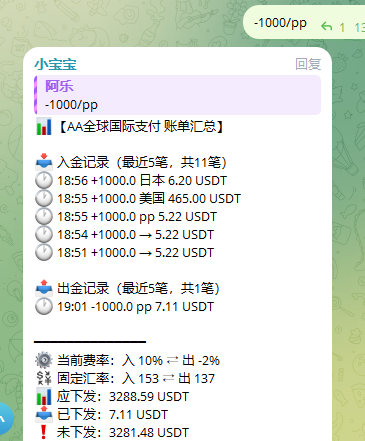 -1000/pp
1 13
小宝宝 回复
阿乐
-1000/pp
【AA全球国际支付 账单汇总】
入金记录（最近5笔，共11笔）
18:56 +1000.0 日本 6.20 USDT
18:55 +1000.0 美国 465.00 USDT
18:55 +1000.0 pp 5.22 USDT
18:54 +1000.0 → 5.22 USDT
18:51 +1000.0 → 5.22 USDT
出金记录（最近5笔，共1笔）
19:01 -1000.0 pp 7.11 USDT
当前费率：入 10% ⇄ 出 -2%
固定汇率：入 153 ⇄ 出 137
应下发：3288.59 USDT
已下发：7.11 USDT
未下发：3281.48 USDT